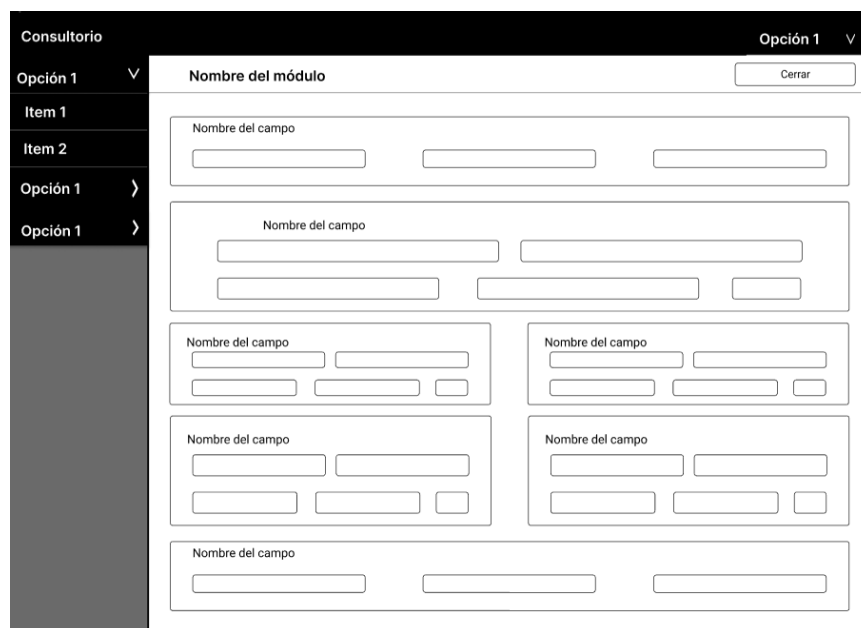 Consultorio
Opción 1
Opción 1
Nombre del módulo
Cerrar
Item 1
Item 2
Opción 1
Opción 1
Nombre del campo
Nombre del campo
Nombre del campo
Nombre del campo
Nombre del campo
Nombre del campo
Nombre del campo